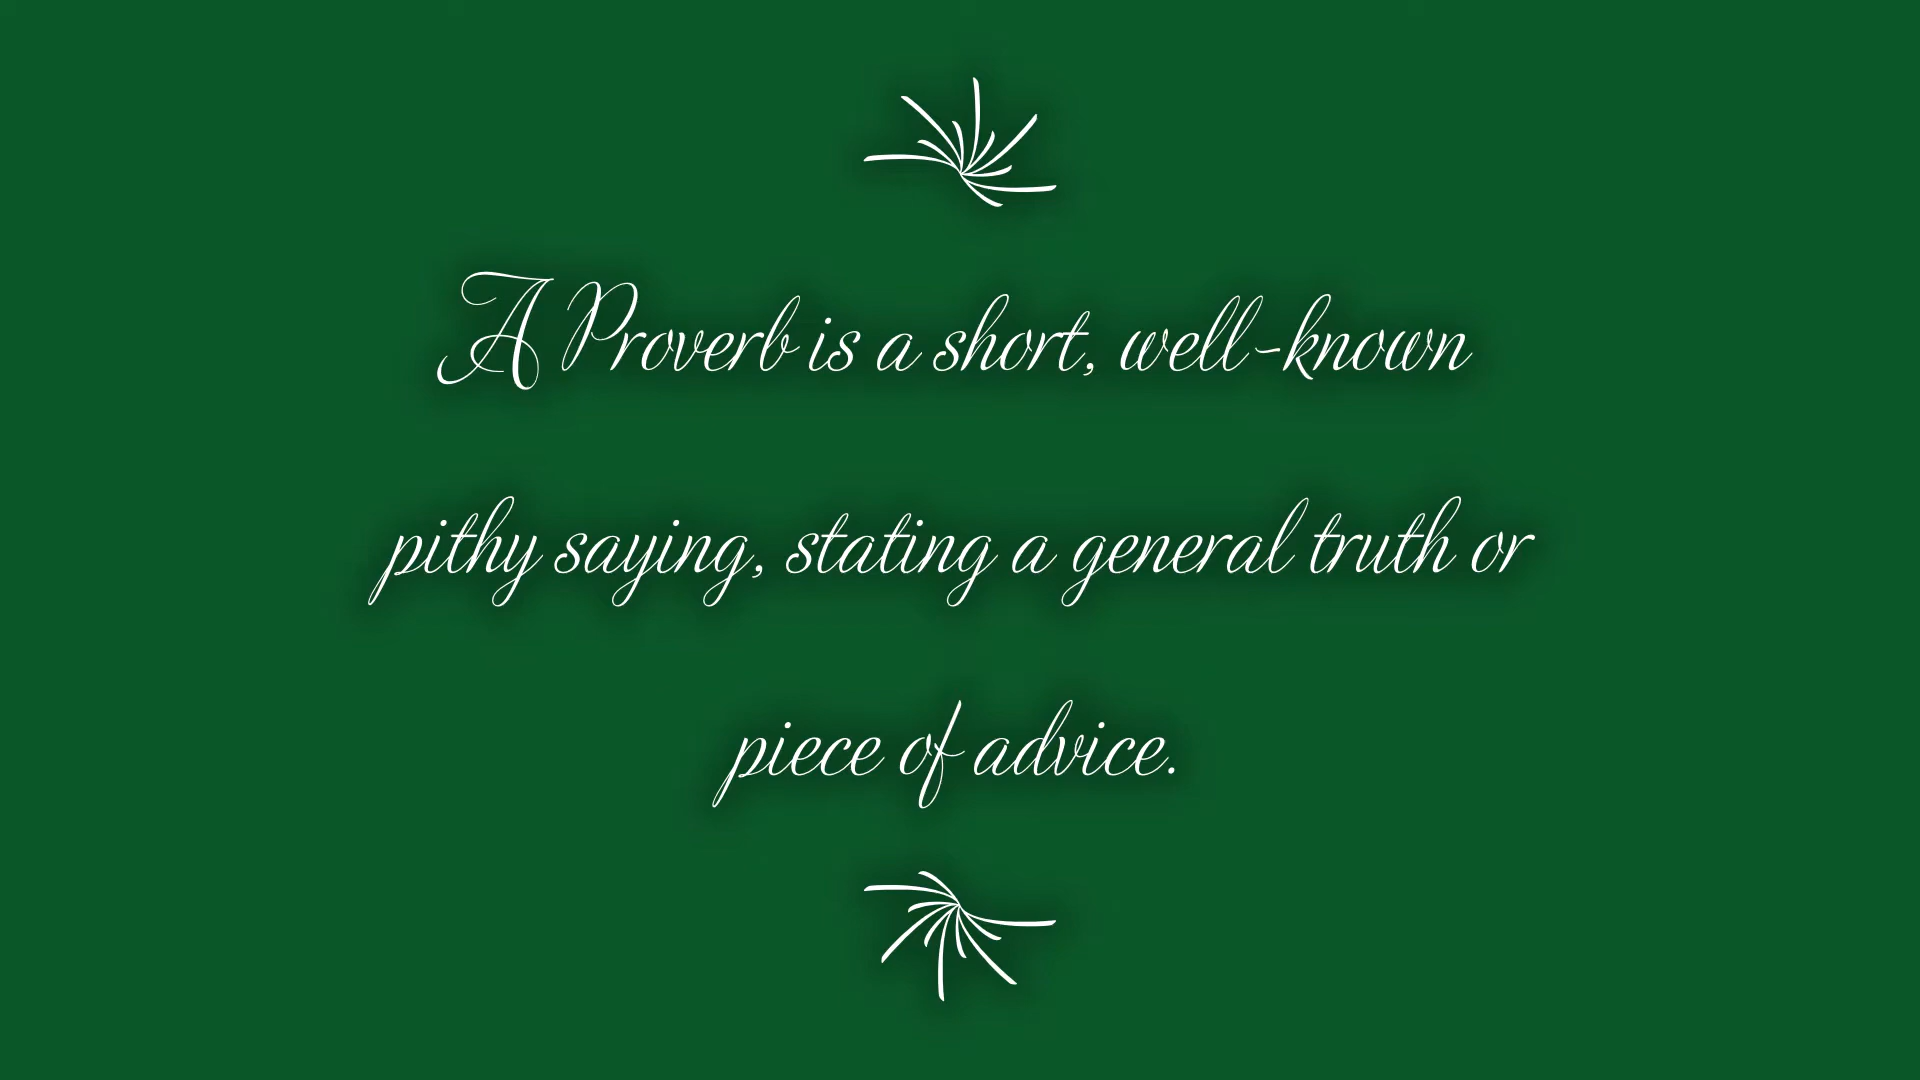 A Proverb is a short, well-known
pithy saying, stating a general truth or
piece of advice.